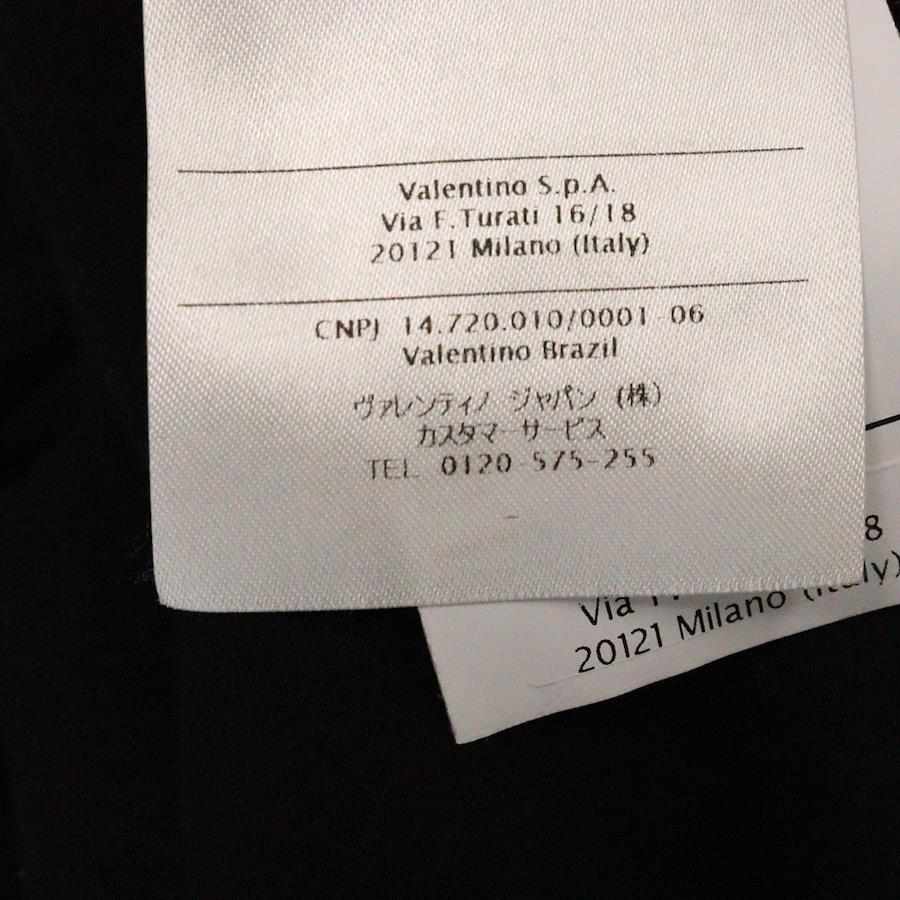 Valentino S.p.A.
Via F.Turati 16/18
20121 Milano (Italy)
CNPJ 14.720.010/0001-06
Valentino Brazil
ヴァレンティノ ジャパン (株)
カスタマーサービス
TEL 0120-575-255
8
Via
20121 Milano (Italy)